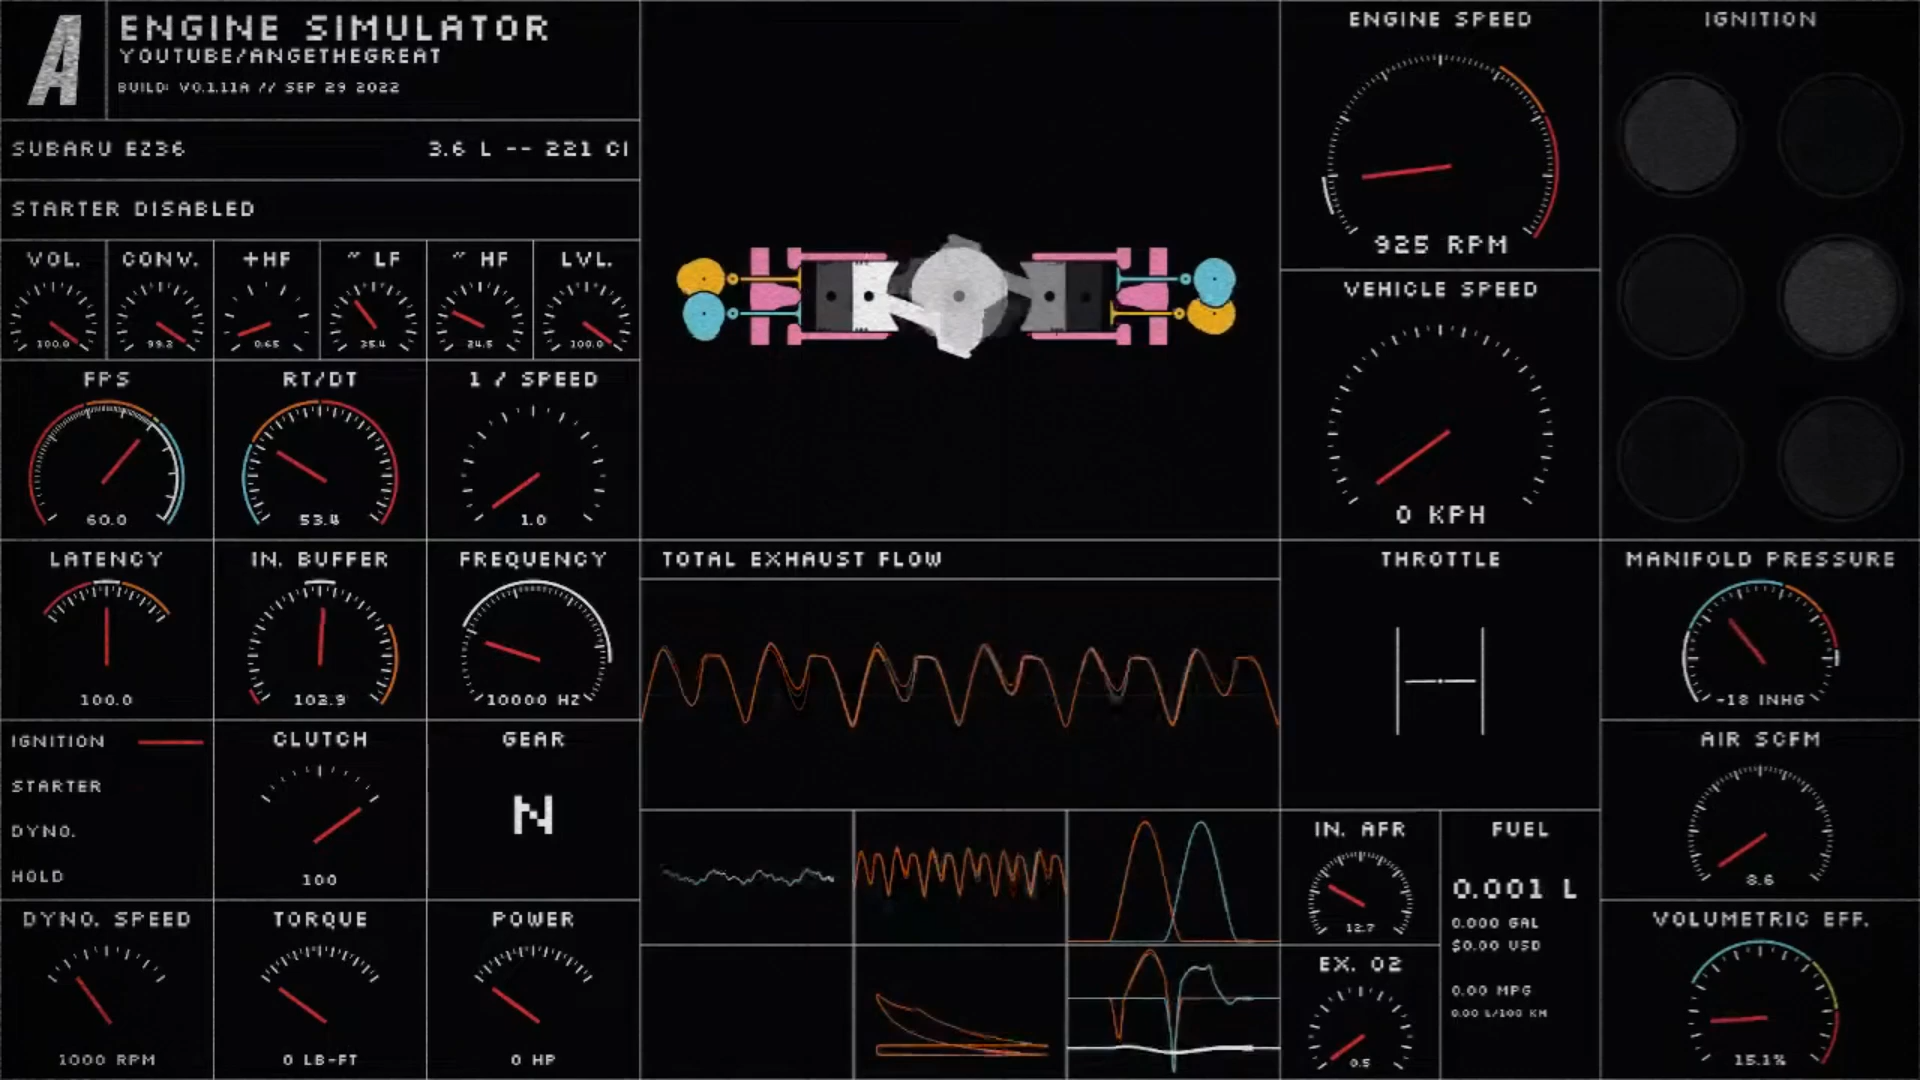 A
ENGINE SIMULATOR
YOUTUBE/ANGETHEGREAT
BUILD: V0.1.11A // SEP 29 2022
SUBARU EZ36
3.6 L -- 221 CI
STARTER DISABLED
VOL.
100.0
CONV.
99.2
+HF
0.65
~ LF
25.4
~ HF
24.5
LVL.
100.0
FPS
60.0
RT/DT
53.4
1 / SPEED
1.0
LATENCY
100.0
IN. BUFFER
102.9
FREQUENCY
10000 HZ
IGNITION
STARTER
DYNO.
HOLD
CLUTCH
100
GEAR
N
DYNO. SPEED
1000 RPM
TORQUE
0 LB-FT
POWER
0 HP
TOTAL EXHAUST FLOW
ENGINE SPEED
925 RPM
VEHICLE SPEED
0 KPH
IGNITION
THROTTLE
IN. AFR
12.7
EX. O2
0.5
FUEL
0.001 L
0.000 GAL
$0.00 USD
0.00 MPG
0.00 L/100 KM
MANIFOLD PRESSURE
-18 INHG
AIR SCFM
8.6
VOLUMETRIC EFF.
15.1%